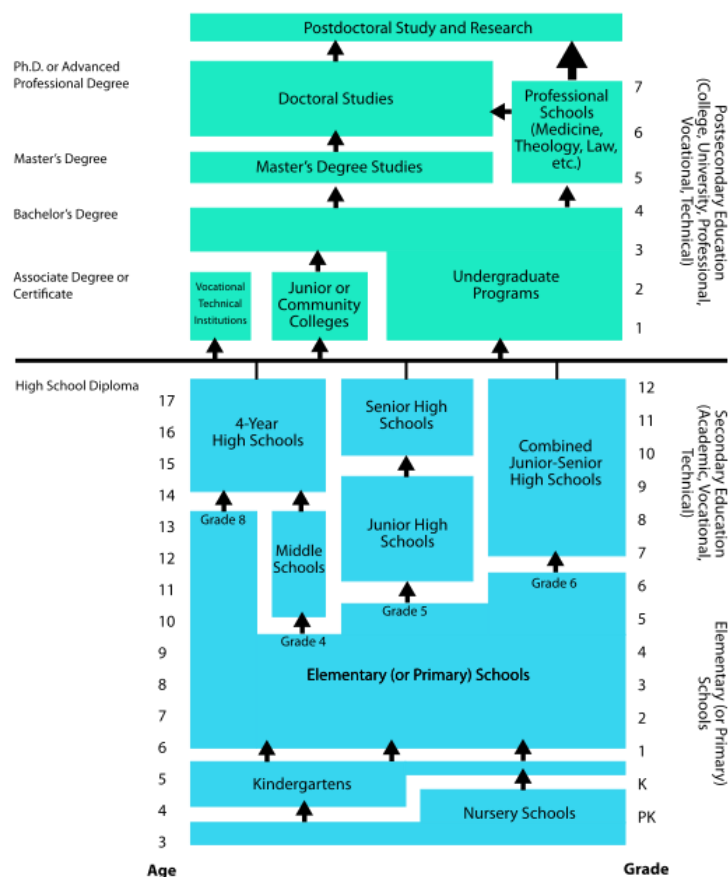 Postdoctoral Study and Research
Ph.D. or Advanced
Professional Degree
Doctoral Studies
Professional
Schools
(Medicine,
Theology, Law,
etc.)
7
6
5
Master's Degree
Master's Degree Studies
Bachelor's Degree
4
3
2
1
Associate Degree or
Certificate
Vocational
Technical
Institutions
Junior or
Community
Colleges
Undergraduate
Programs
Postsecondary Education
(College, University, Professional,
Vocational, Technical)
High School Diploma
17
16
15
14
13
12
11
10
9
8
7
6
5
4
3
4-Year
High Schools
Senior High
Schools
Combined
Junior-Senior
High Schools
Grade 8
Middle
Schools
Junior High
Schools
Grade 6
Grade 5
Grade 4
Elementary (or Primary) Schools
Kindergartens
Nursery Schools
12
11
10
9
8
7
6
5
4
3
2
1
K
PK
Secondary Education
(Academic, Vocational,
Technical)
Elementary (or Primary)
Schools
Age
Grade